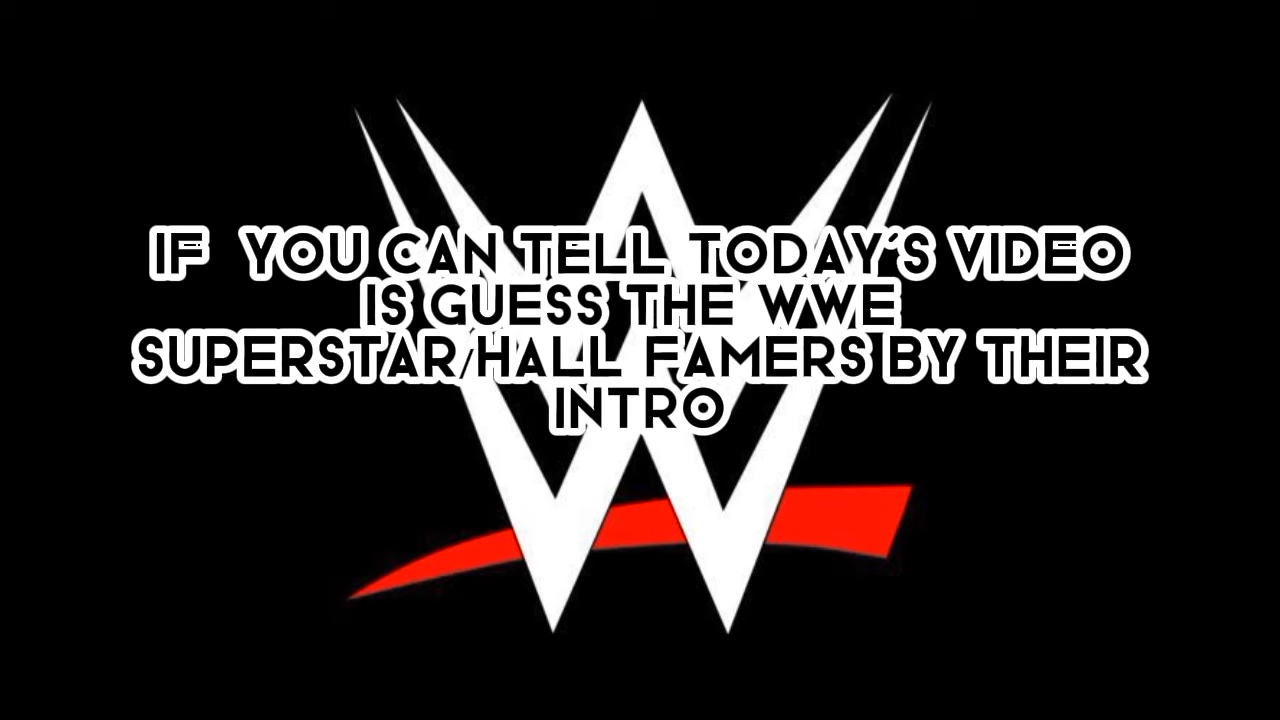 IF YOU CAN TELL TODAY'S VIDEO
IS GUESS THE WWE
SUPERSTAR/HALL FAMERS BY THEIR
INTRO